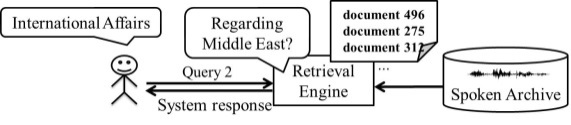 International Affairs
Regarding
Middle East?
document 496
document 275
document 312
...
Query 2
System response
Retrieval
Engine
Spoken Archive